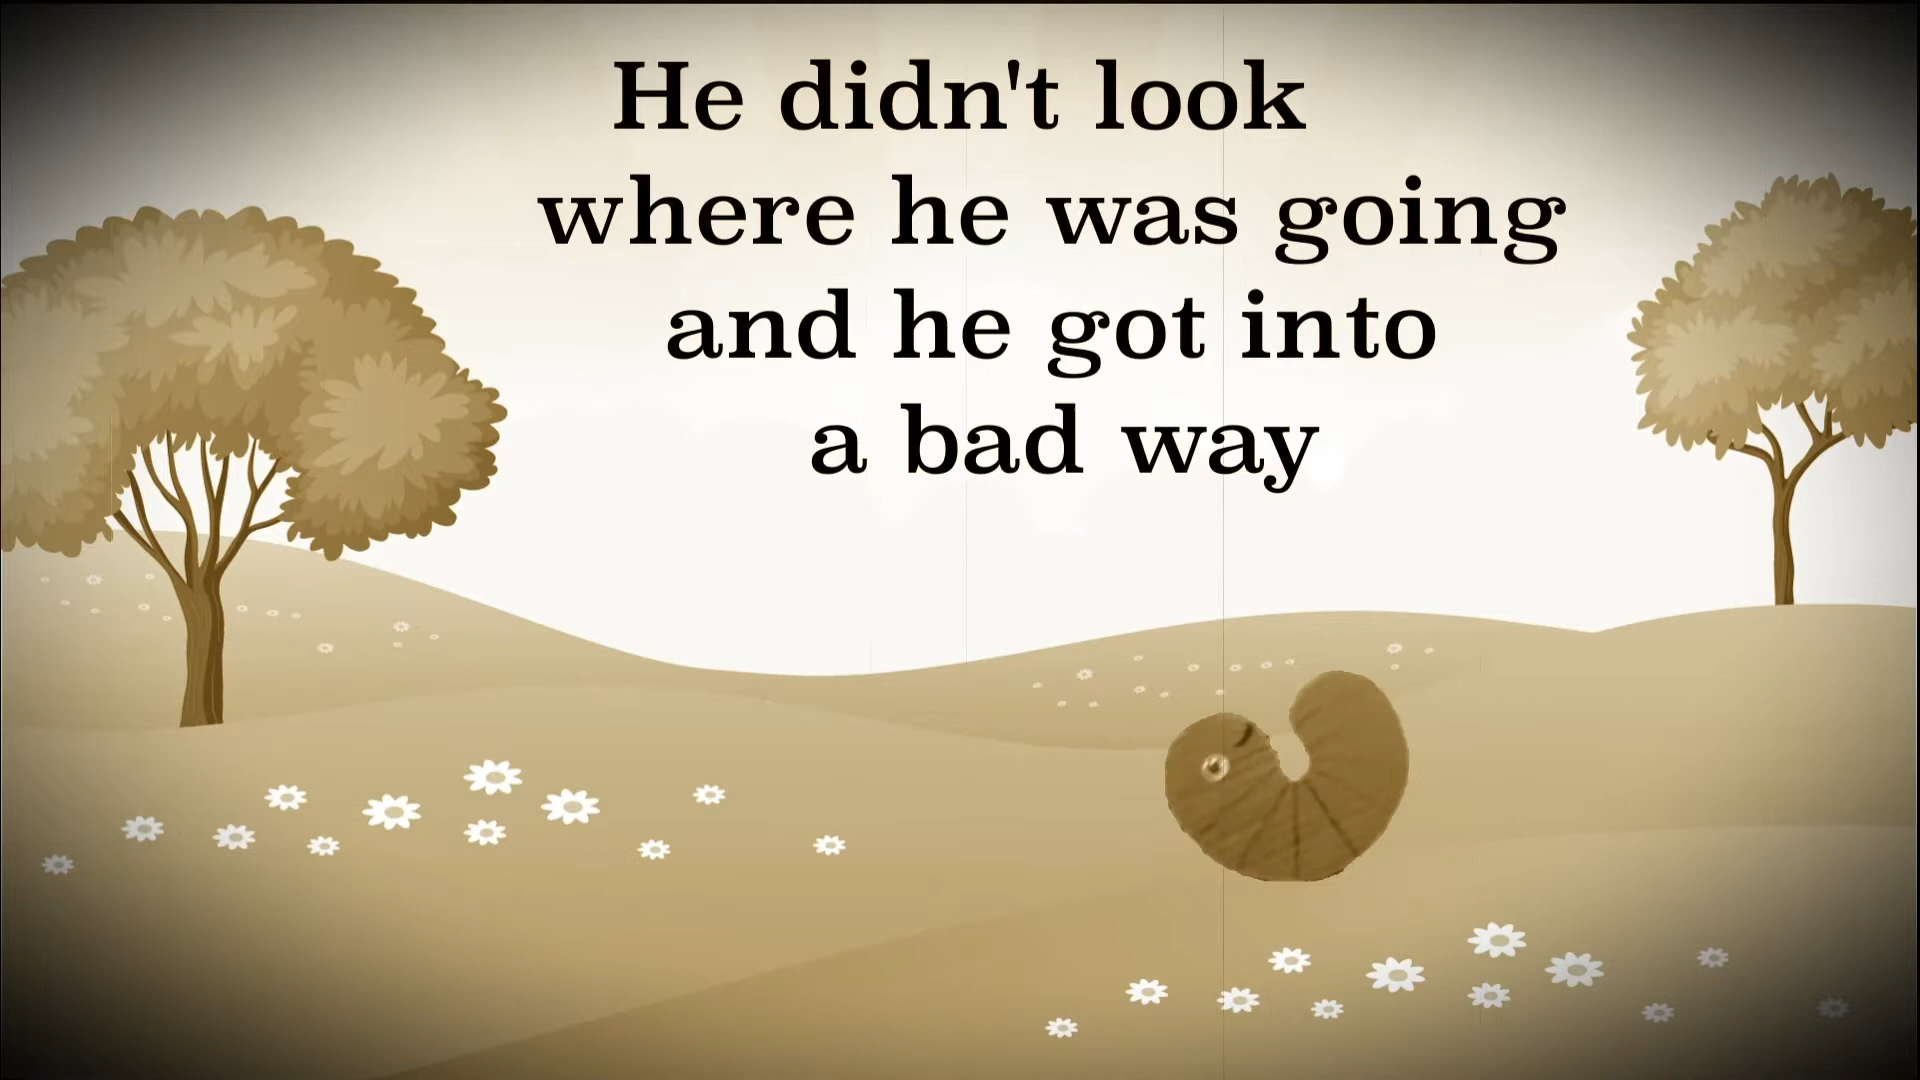 He didn't look
where he was going
and he got into
a bad way